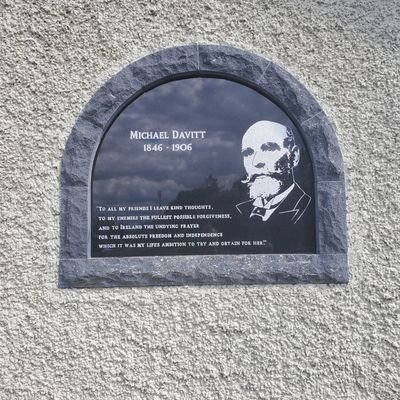 Michael Davitt
1846 - 1906
"To all my friends I leave kind thoughts,
to my enemies the fullest possible forgiveness,
and to Ireland the undying prayer
for the absolute freedom and independence
which it was my lifes ambition to try and obtain for her."